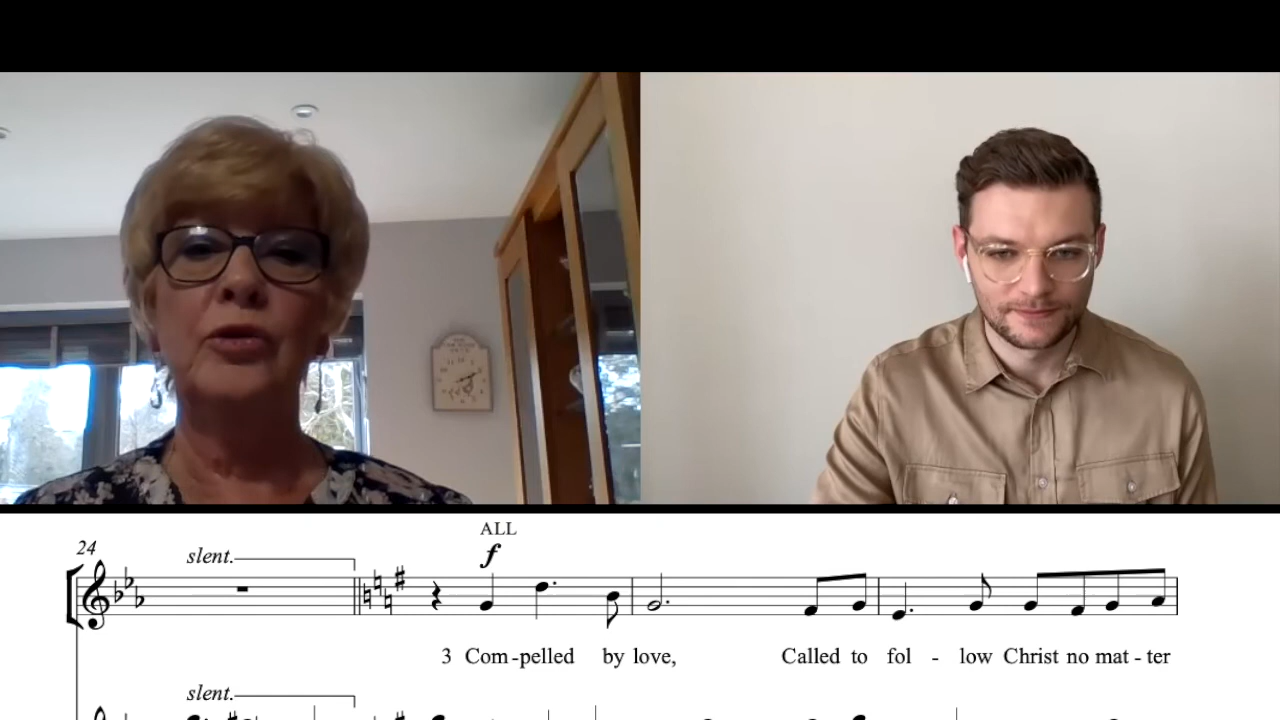 ALL
24
slent.
f
3 Com-pelled by love, Called to fol - low Christ no mat - ter
slent.